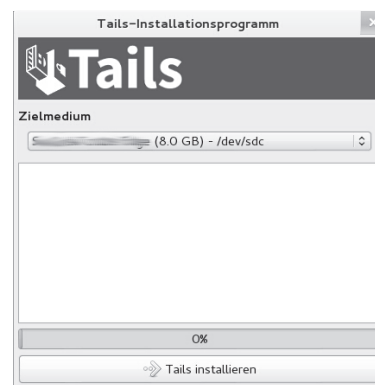 Tails-Installationsprogramm
Tails
Zielmedium
(8.0 GB) - /dev/sdc
0%
Tails installieren